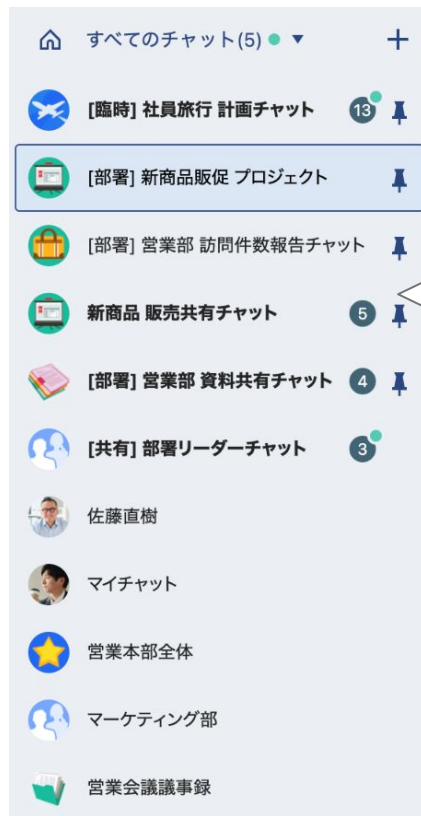 すべてのチャット(5)
[臨時] 社員旅行 計画チャット 13
[部署] 新商品販促 プロジェクト
[部署] 営業部 訪問件数報告チャット
新商品 販売共有チャット 5
[部署] 営業部 資料共有チャット 4
[共有] 部署リーダーチャット 3
佐藤直樹
マイチャット
営業本部全体
マーケティング部
営業会議議事録